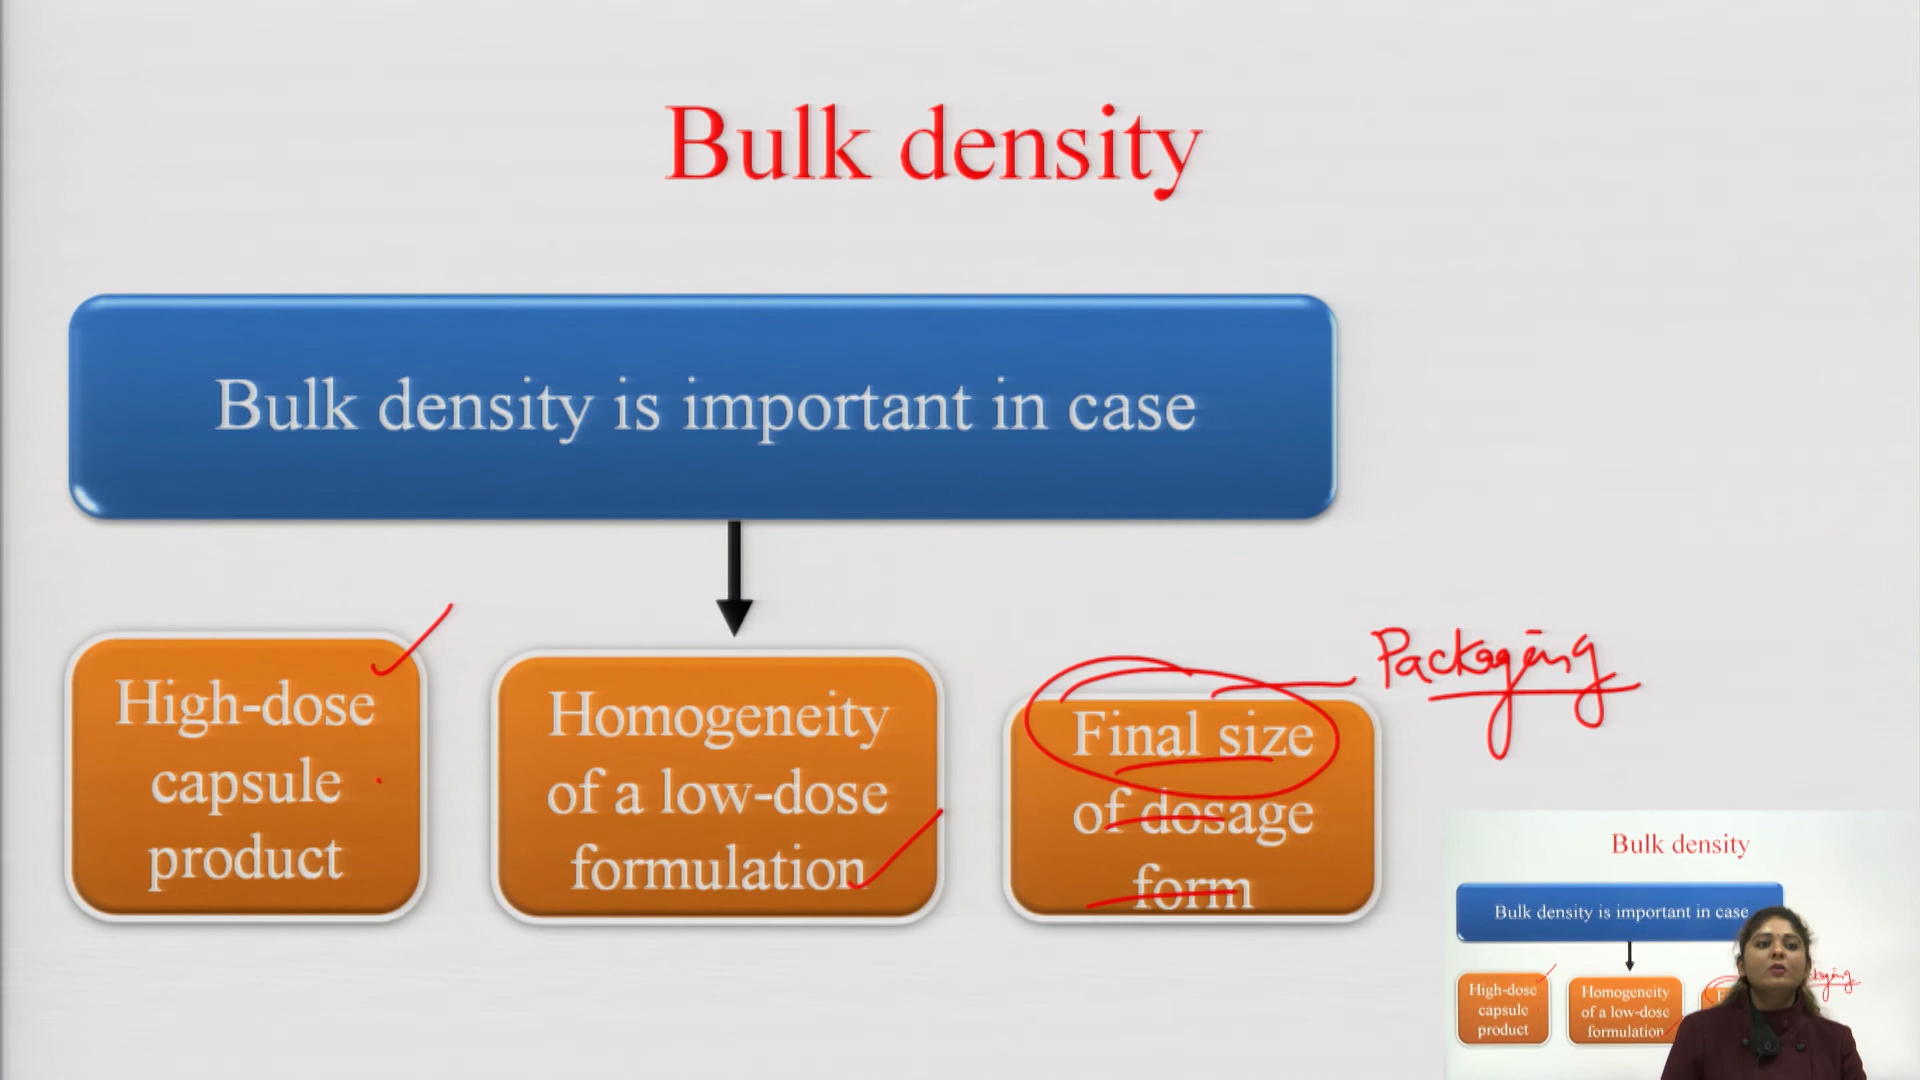 Bulk density
Bulk density is important in case
High-dose
capsule
product
Homogeneity
of a low-dose
formulation
Final size
of dosage
form
Packaging
Bulk density
Bulk density is important in case
High-dose
capsule
product
Homogeneity
of a low-dose
formulation